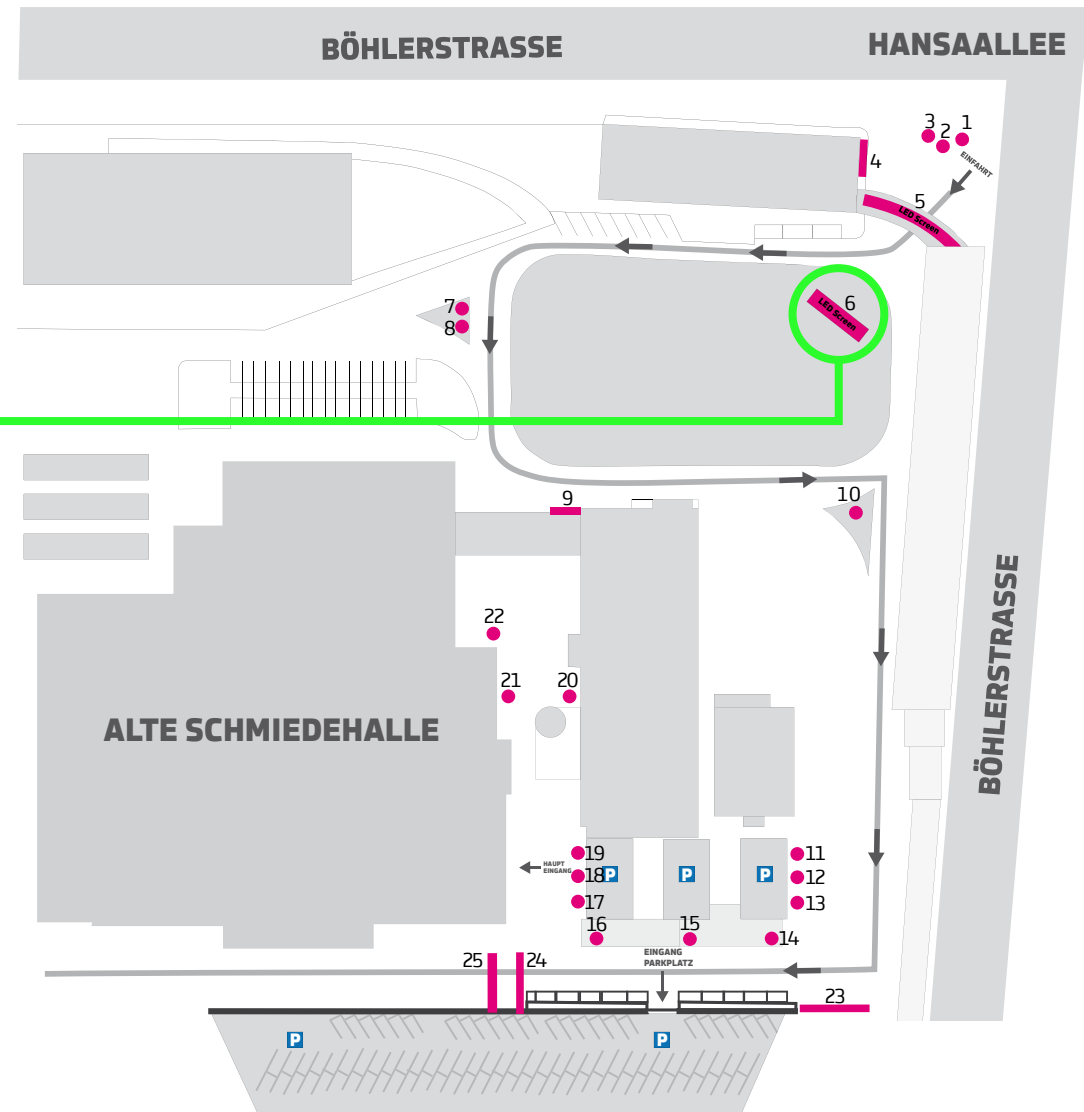 BÖHLERSTRASSE
HANSAALLEE
3
2
1
EINFAHRT
4
5
LED Screen
6
LED Screen
7
8
9
10
22
21
20
ALTE SCHMIEDEHALLE
BÖHLERSTRASSE
19
HAUPT
EINGANG
18
P
P
P
17
11
12
13
16
15
14
EINGANG
PARKPLATZ
25
24
23
P
P